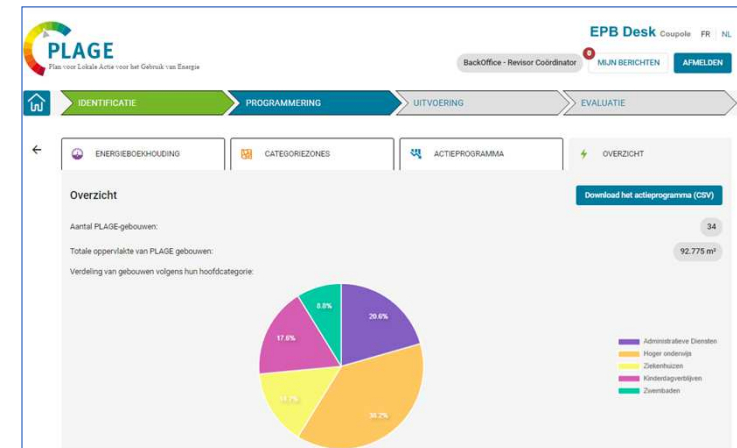 EPB Desk Coupole FR | NL
PLAGE
Plan voor Lokale Actie voor het Gebruik van Energie
BackOffice - Revisor Coördinator
0
MIJN BERICHTEN
AFMELDEN
IDENTIFICATIE
PROGRAMMERING
UITVOERING
EVALUATIE
ENERGIEBOEKHOUDING
CATEGORIEZONES
ACTIEPROGRAMMA
OVERZICHT
Overzicht
Download het actieprogramma (CSV)
Aantal PLAGE-gebouwen:
34
Totale oppervlakte van PLAGE gebouwen:
92.775 m²
Verdeling van gebouwen volgens hun hoofdcategorie:
8.8%
20.6%
17.6%
38.2%
Administratieve Diensten
Hoger onderwijs
Ziekenhuizen
Kinderdagverblijven
Zwembaden